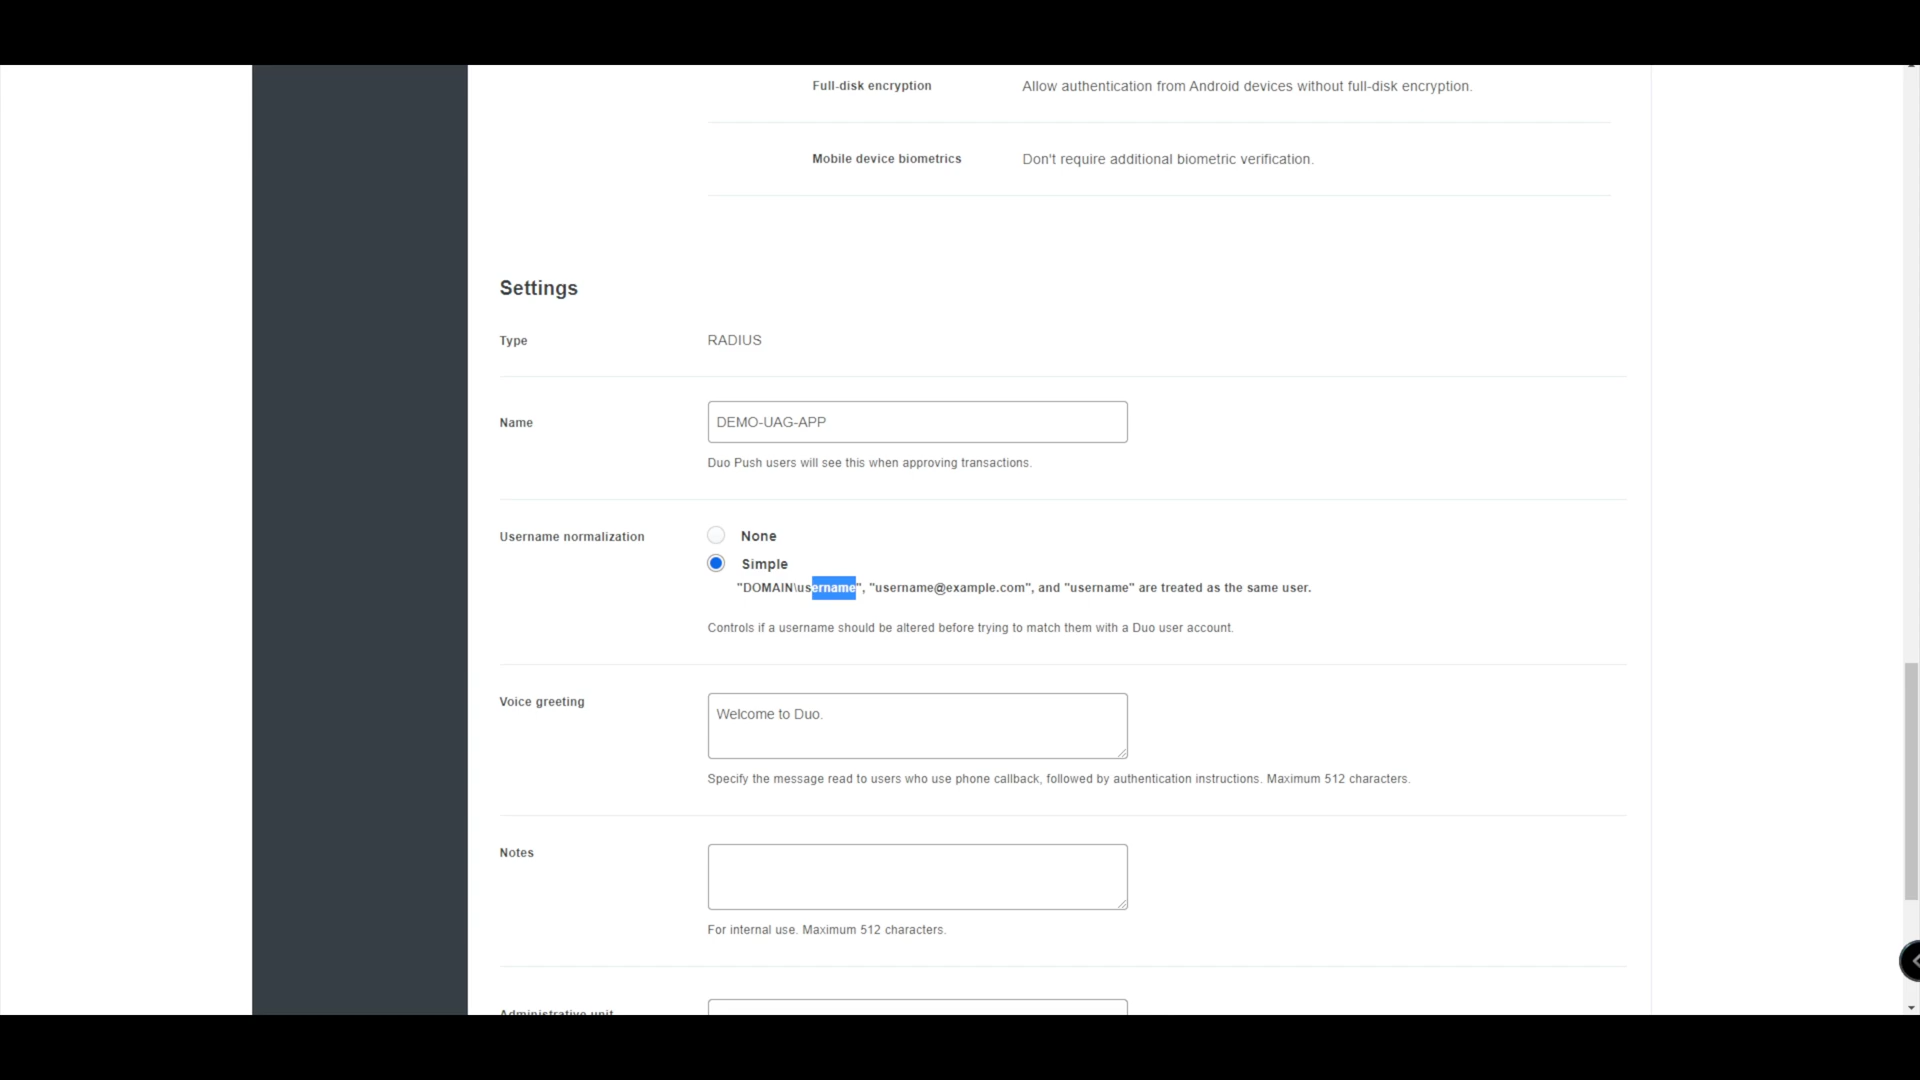 Full-disk encryption Allow authentication from Android devices without full-disk encryption.
Mobile device biometrics Don't require additional biometric verification.
Settings
Type RADIUS
Name DEMO-UAG-APP
Duo Push users will see this when approving transactions.
Username normalization None
Simple
"DOMAIN\username", "username@example.com", and "username" are treated as the same user.
Controls if a username should be altered before trying to match them with a Duo user account.
Voice greeting Welcome to Duo.
Specify the message read to users who use phone callback, followed by authentication instructions. Maximum 512 characters.
Notes
For internal use. Maximum 512 characters.
Administrative unit